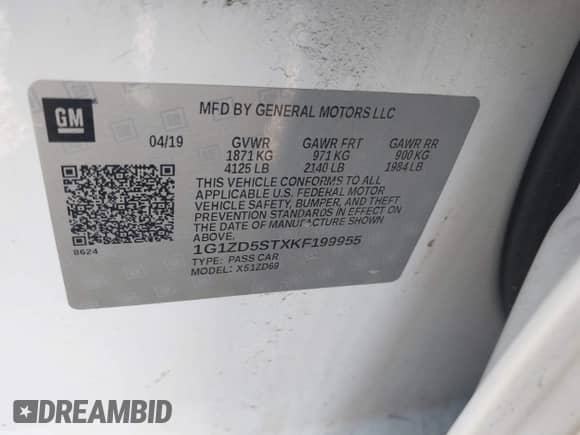 GM
MFD BY GENERAL MOTORS LLC
04/19 GVWR GAWR FRT GAWR RR
1871 KG 971 KG 900 KG
4125 LB 2140 LB 1984 LB
THIS VEHICLE CONFORMS TO ALL
APPLICABLE U.S. FEDERAL MOTOR
VEHICLE SAFETY, BUMPER, AND THEFT
PREVENTION STANDARDS IN EFFECT ON
THE DATE OF MANUFACTURE SHOWN
ABOVE.
8624
1G1ZD5STXKF199955
TYPE: PASS CAR
MODEL: X51ZD69
DREAMBID